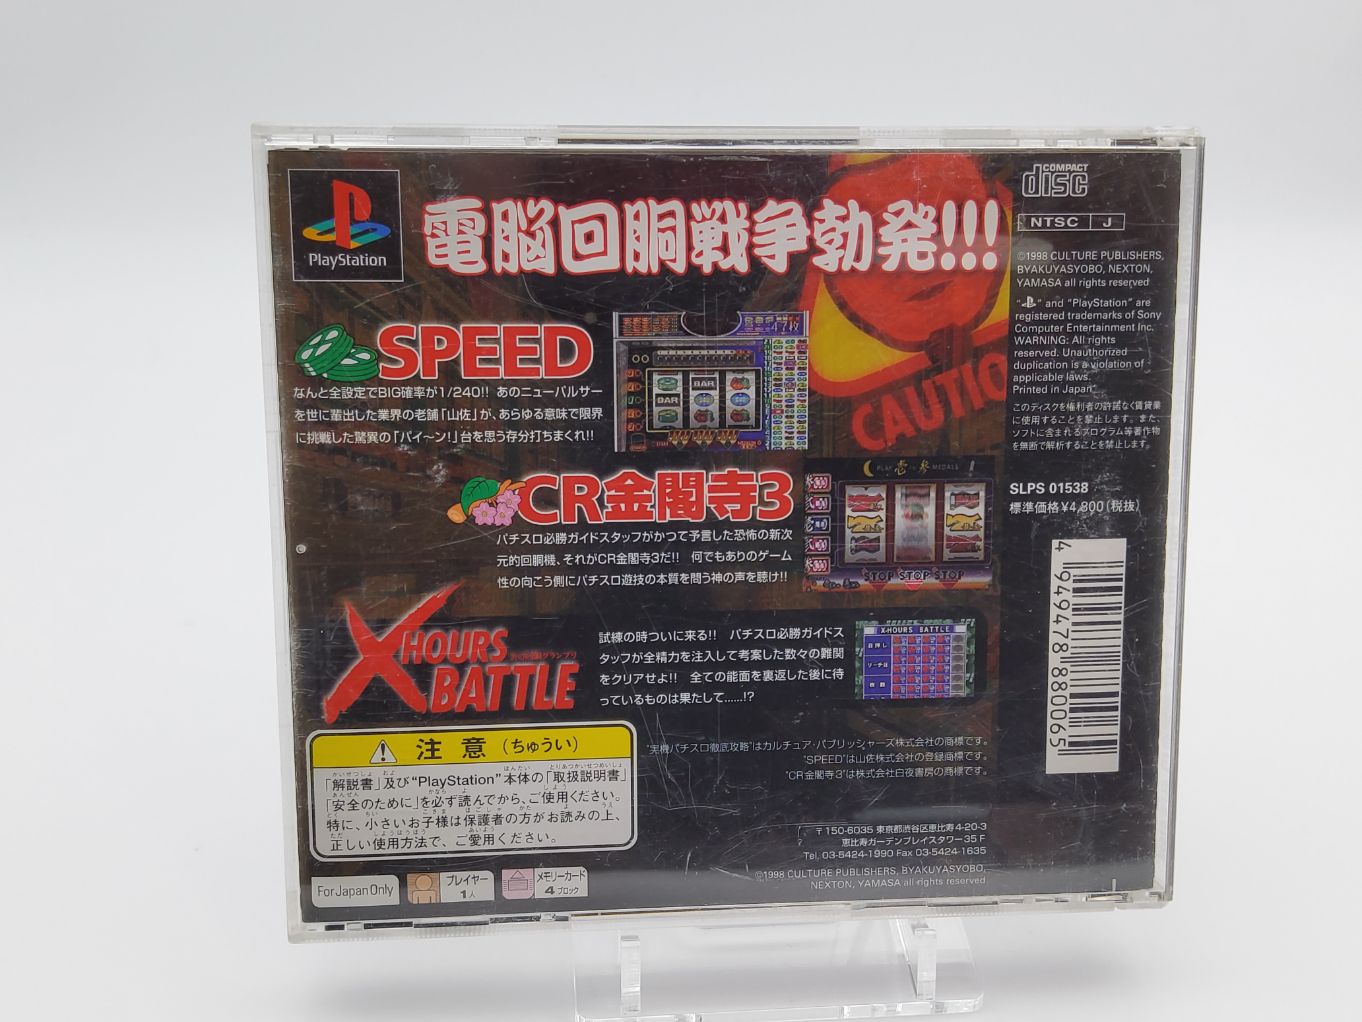 PlayStation
電脳回胴戦争勃発!!!
COMPACT
disc
NTSC J
©1998 CULTURE PUBLISHERS,
BYAKUYASYOBO, NEXTON,
YAMASA all rights reserved
" " and "PlayStation" are
registered trademarks of Sony
Computer Entertainment Inc.
WARNING: All rights
reserved. Unauthorized
duplication is a violation of
applicable laws.
Printed in Japan
このディスクを権利者の許諾なく賃貸業
に使用することを禁止します。また、
ソフトに含まれるプログラム等著作物
を無断で解析することを禁止します。
SLPS 01538
標準価格¥4,800(税抜)
4 949478 880065
CAUTIO
SPEED
なんと全設定でBIG確率が1/240!! あのニューパルサー
を世に輩出した業界の老舗「山佐」が、あらゆる意味で限界
に挑戦した驚異の「パイ〜ン!」台を思う存分打ちまくれ!!
47枚
BAR
BAR
BAR
CR金閣寺3
パチスロ必勝ガイドスタッフがかつて予言した恐怖の新次
元的回胴機、それがCR金閣寺3だ!! 何でもありのゲーム
性の向こう側にパチスロ遊技の本質を問う神の声を聴け!!
PLAY 壱〜参 MEDALS
STOP STOP STOP
X HOURS
BATTLE
試練の時ついに来る!! パチスロ必勝ガイドス
タッフが全精力を注入して考案した数々の難関
をクリアせよ!! 全ての能面を裏返した後に待
っているものは果たして......!?
X-HOURS BATTLE
目押し
リーチ目
枚数
注意(ちゅうい)
「解説書」及び"PlayStation"本体の「取扱説明書」
「安全のために」を必ず読んでから、ご使用ください。
特に、小さいお子様は保護者の方がお読みの上、
正しい使用方法で、ご愛用ください。
"実機パチスロ徹底攻略"はカルチュア・パブリッシャーズ株式会社の商標です。
"SPEED"は山佐株式会社の登録商標です。
"CR金閣寺3"は株式会社白夜書房の商標です。
〒150-6035 東京都渋谷区恵比寿4-20-3
恵比寿ガーデンプレイスタワー35F
Tel, 03-5424-1990 Fax 03-5424-1635
©1998 CULTURE PUBLISHERS, BYAKUYASYOBO,
NEXTON, YAMASA all rights reserved
For Japan Only
プレイヤー
1人
メモリーカード
4ブロック